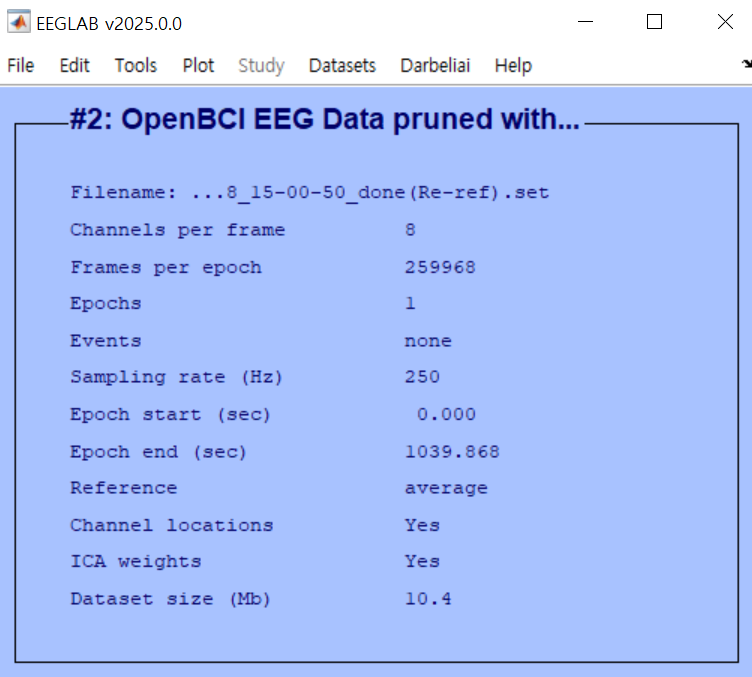 EEGLAB v2025.0.0
File Edit Tools Plot Study Datasets Darbeliai Help
#2: OpenBCI EEG Data pruned with...
Filename: ...8_15-00-50_done(Re-ref).set
Channels per frame 8
Frames per epoch 259968
Epochs 1
Events none
Sampling rate (Hz) 250
Epoch start (sec) 0.000
Epoch end (sec) 1039.868
Reference average
Channel locations Yes
ICA weights Yes
Dataset size (Mb) 10.4